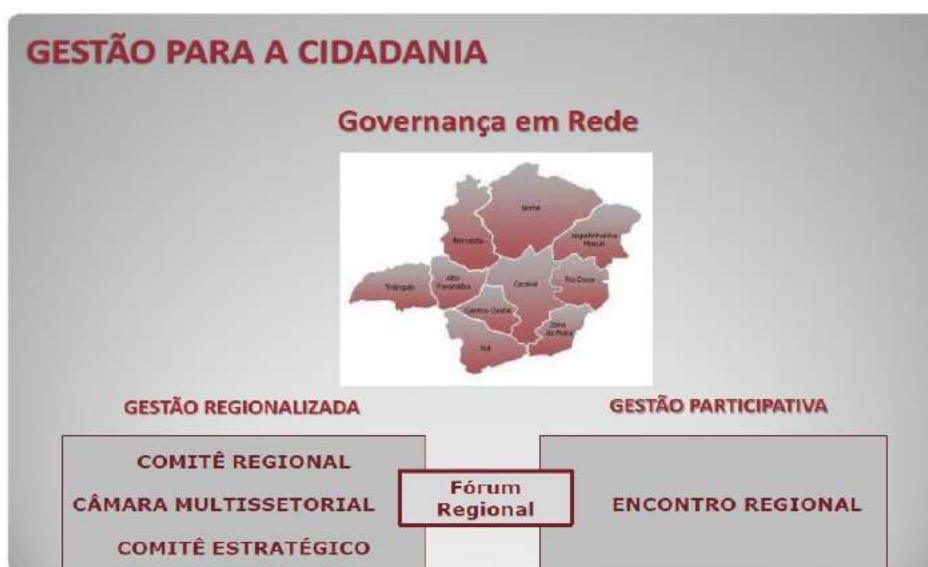 GESTÃO PARA A CIDADANIA
Governança em Rede
Norte
Noroeste
Jequitinhonha
Mucuri
Triângulo
Alto
Paranaíba
Central
Rio Doce
Centro-Oeste
Zona
da Mata
Sul
GESTÃO REGIONALIZADA
GESTÃO PARTICIPATIVA
COMITÊ REGIONAL
CÂMARA MULTISSETORIAL
COMITÊ ESTRATÉGICO
Fórum
Regional
ENCONTRO REGIONAL